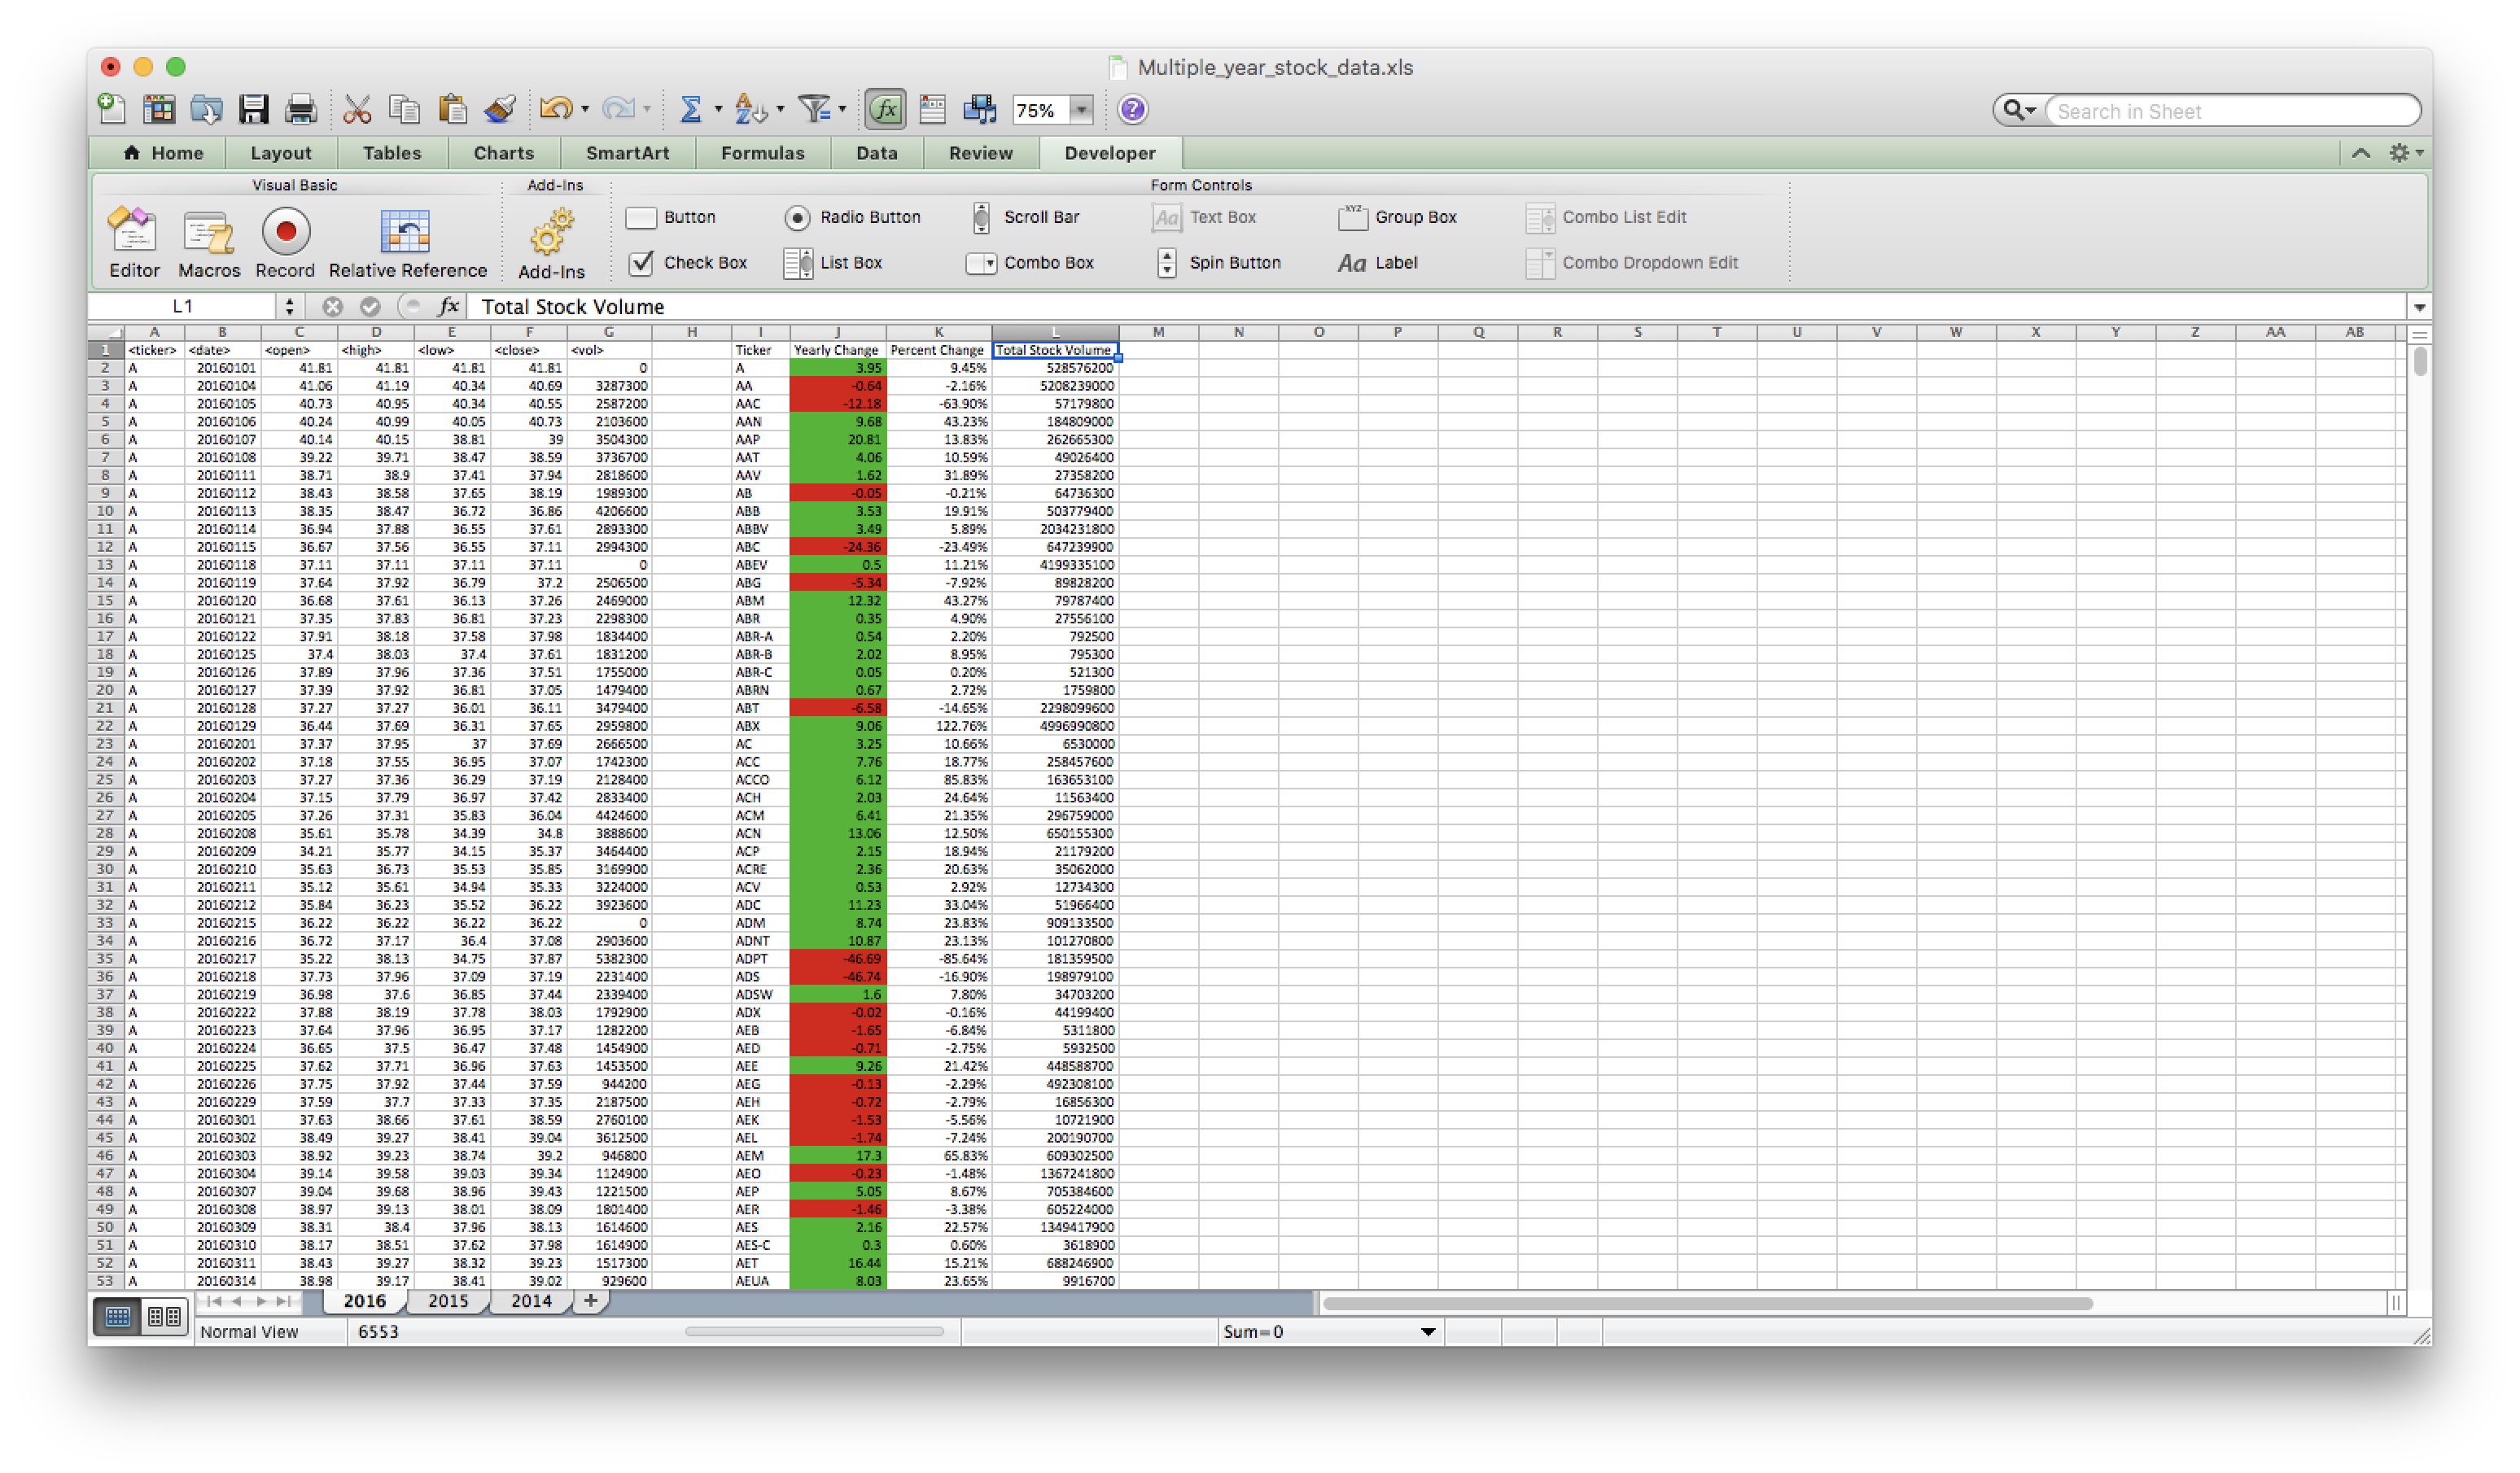 Multiple_year_stock_data.xls
75% Search in Sheet
Home Layout Tables Charts SmartArt Formulas Data Review Developer
Visual Basic Add-Ins Form Controls
Button Radio Button Scroll Bar Aa Text Box XYZ Group Box Combo List Edit
Editor Macros Record Relative Reference Add-Ins Check Box List Box Combo Box Spin Button Aa Label Combo Dropdown Edit
L1 fx Total Stock Volume
A B C D E F G H I J K L M N O P Q R S T U V W X Y Z AA AB
1 <ticker> <date> <open> <high> <low> <close> <vol> Ticker Yearly Change Percent Change Total Stock Volume
2 A 20160101 41.81 41.81 41.81 41.81 0 A 3.95 9.45% 528576200
3 A 20160104 41.06 41.19 40.34 40.69 3287300 AA -0.64 -2.16% 5208239000
4 A 20160105 40.73 40.95 40.34 40.55 2587200 AAC -12.18 -63.90% 57179800
5 A 20160106 40.24 40.99 40.05 40.73 2103600 AAN 9.68 43.23% 184809000
6 A 20160107 40.14 40.15 38.81 39 3504300 AAP 20.81 13.83% 262665300
7 A 20160108 39.22 39.71 38.47 38.59 3736700 AAT 4.06 10.59% 49026400
8 A 20160111 38.71 38.9 37.41 37.94 2818600 AAV 1.62 31.89% 27358200
9 A 20160112 38.43 38.58 37.65 38.19 1989300 AB -0.05 -0.21% 64736300
10 A 20160113 38.35 38.47 36.72 36.86 4206600 ABB 3.53 19.91% 503779400
11 A 20160114 36.94 37.88 36.55 37.61 2893300 ABBV 3.49 5.89% 2034231800
12 A 20160115 36.67 37.56 36.55 37.11 2994300 ABC -24.36 -23.49% 647239900
13 A 20160118 37.11 37.11 37.11 37.11 0 ABEV 0.5 11.21% 4199335100
14 A 20160119 37.64 37.92 36.79 37.2 2506500 ABG -5.34 -7.92% 89828200
15 A 20160120 36.68 37.61 36.13 37.26 2469000 ABM 12.32 43.27% 79787400
16 A 20160121 37.35 37.83 36.81 37.23 2298300 ABR 0.35 4.90% 27556100
17 A 20160122 37.91 38.18 37.58 37.98 1834400 ABR-A 0.54 2.20% 792500
18 A 20160125 37.4 38.03 37.4 37.61 1831200 ABR-B 2.02 8.95% 795300
19 A 20160126 37.89 37.96 37.36 37.51 1755000 ABR-C 0.05 0.20% 521300
20 A 20160127 37.39 37.92 36.81 37.05 1479400 ABRN 0.67 2.72% 1759800
21 A 20160128 37.27 37.27 36.01 36.11 3479400 ABT -6.58 -14.65% 2298099600
22 A 20160129 36.44 37.69 36.31 37.65 2959800 ABX 9.06 122.76% 4996990800
23 A 20160201 37.37 37.95 37 37.69 2666500 AC 3.25 10.66% 6530000
24 A 20160202 37.18 37.55 36.95 37.07 1742300 ACC 7.76 18.77% 258457600
25 A 20160203 37.27 37.36 36.29 37.19 2128400 ACCO 6.12 85.83% 163653100
26 A 20160204 37.15 37.79 36.97 37.42 2833400 ACH 2.03 24.64% 11563400
27 A 20160205 37.26 37.31 35.83 36.04 4424600 ACM 6.41 21.35% 296759000
28 A 20160208 35.61 35.78 34.39 34.8 3888600 ACN 13.06 12.50% 650155300
29 A 20160209 34.21 35.77 34.15 35.37 3464400 ACP 2.15 18.94% 21179200
30 A 20160210 35.63 36.73 35.53 35.85 3169900 ACRE 2.36 20.63% 35062000
31 A 20160211 35.12 35.61 34.94 35.33 3224000 ACV 0.53 2.92% 12734300
32 A 20160212 35.84 36.23 35.52 36.22 3923600 ADC 11.23 33.04% 51966400
33 A 20160215 36.22 36.22 36.22 36.22 0 ADM 8.74 23.83% 909133500
34 A 20160216 36.72 37.17 36.4 37.08 2903600 ADNT 10.87 23.13% 101270800
35 A 20160217 35.22 38.13 34.75 37.87 5382300 ADPT -46.69 -85.64% 181359500
36 A 20160218 37.73 37.96 37.09 37.19 2231400 ADS -46.74 -16.90% 198979100
37 A 20160219 36.98 37.6 36.85 37.44 2339400 ADSW 1.6 7.80% 34703200
38 A 20160222 37.88 38.19 37.78 38.03 1792900 ADX -0.02 -0.16% 44199400
39 A 20160223 37.64 37.96 36.95 37.17 1282200 AEB -1.65 -6.84% 5311800
40 A 20160224 36.65 37.5 36.47 37.48 1454900 AED -0.71 -2.75% 5932500
41 A 20160225 37.62 37.71 36.96 37.63 1453500 AEE 9.26 21.42% 448588700
42 A 20160226 37.75 37.92 37.44 37.59 944200 AEG -0.13 -2.29% 492308100
43 A 20160229 37.59 37.7 37.33 37.35 2187500 AEH -0.72 -2.79% 16856300
44 A 20160301 37.63 38.66 37.61 38.59 2760100 AEK -1.53 -5.56% 10721900
45 A 20160302 38.49 39.27 38.41 39.04 3612500 AEL -1.74 -7.24% 200190700
46 A 20160303 38.92 39.23 38.74 39.2 946800 AEM 17.3 65.83% 609302500
47 A 20160304 39.14 39.58 39.03 39.34 1124900 AEO -0.23 -1.48% 1367241800
48 A 20160307 39.04 39.68 38.96 39.43 1221500 AEP 5.05 8.67% 705384600
49 A 20160308 38.97 39.13 38.01 38.09 1801400 AER -1.46 -3.38% 605224000
50 A 20160309 38.31 38.4 37.96 38.13 1614600 AES 2.16 22.57% 1349417900
51 A 20160310 38.17 38.51 37.62 37.98 1614900 AES-C 0.3 0.60% 3618900
52 A 20160311 38.43 39.27 38.32 39.23 1517300 AET 16.44 15.21% 688246900
53 A 20160314 38.98 39.17 38.41 39.02 929600 AEUA 8.03 23.65% 9916700
2016 2015 2014 +
Normal View 6553 Sum=0